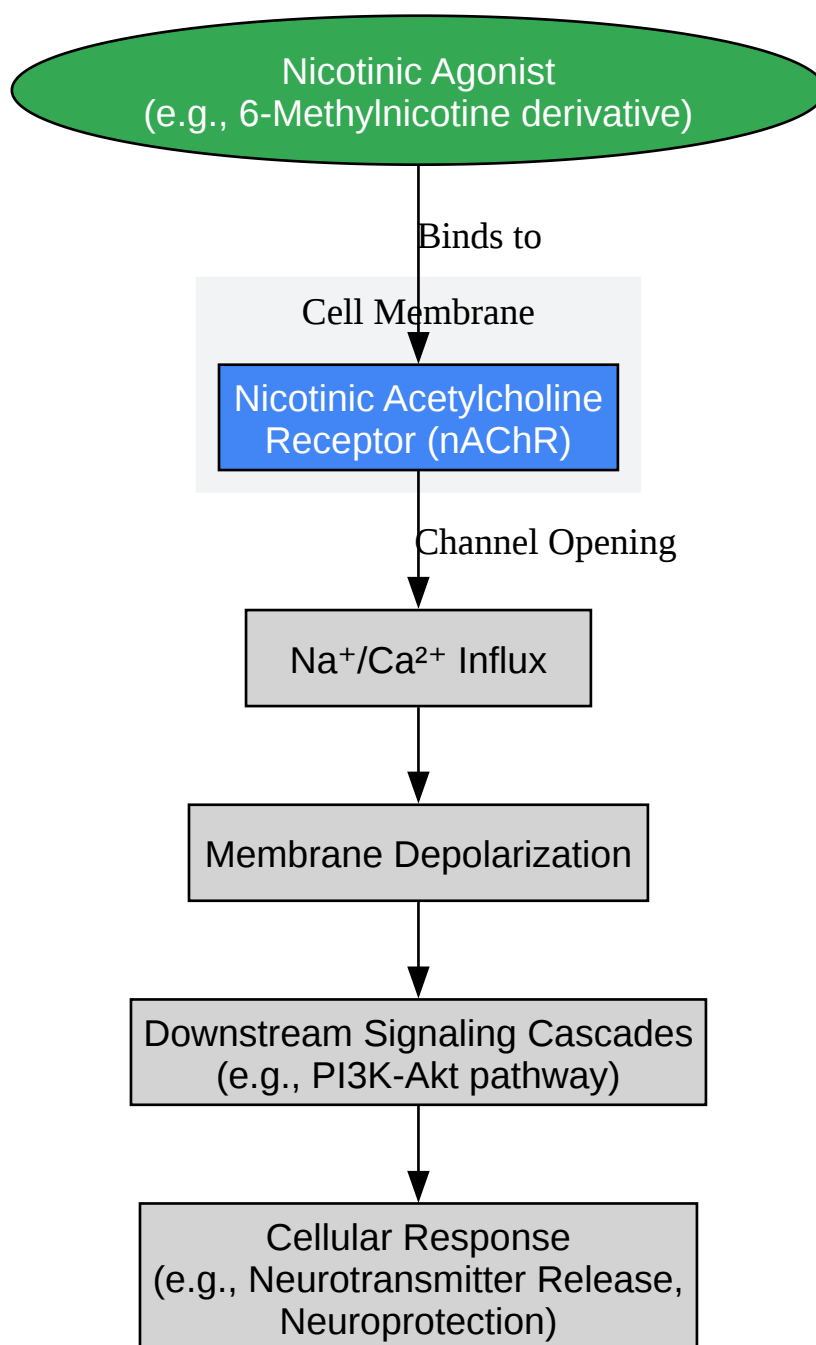 Nicotinic Agonist
(e.g., 6-Methylnicotine derivative)
Binds to
Cell Membrane
Nicotinic Acetylcholine
Receptor (nAChR)
Channel Opening
Na⁺/Ca²⁺ Influx
Membrane Depolarization
Downstream Signaling Cascades
(e.g., PI3K-Akt pathway)
Cellular Response
(e.g., Neurotransmitter Release,
Neuroprotection)